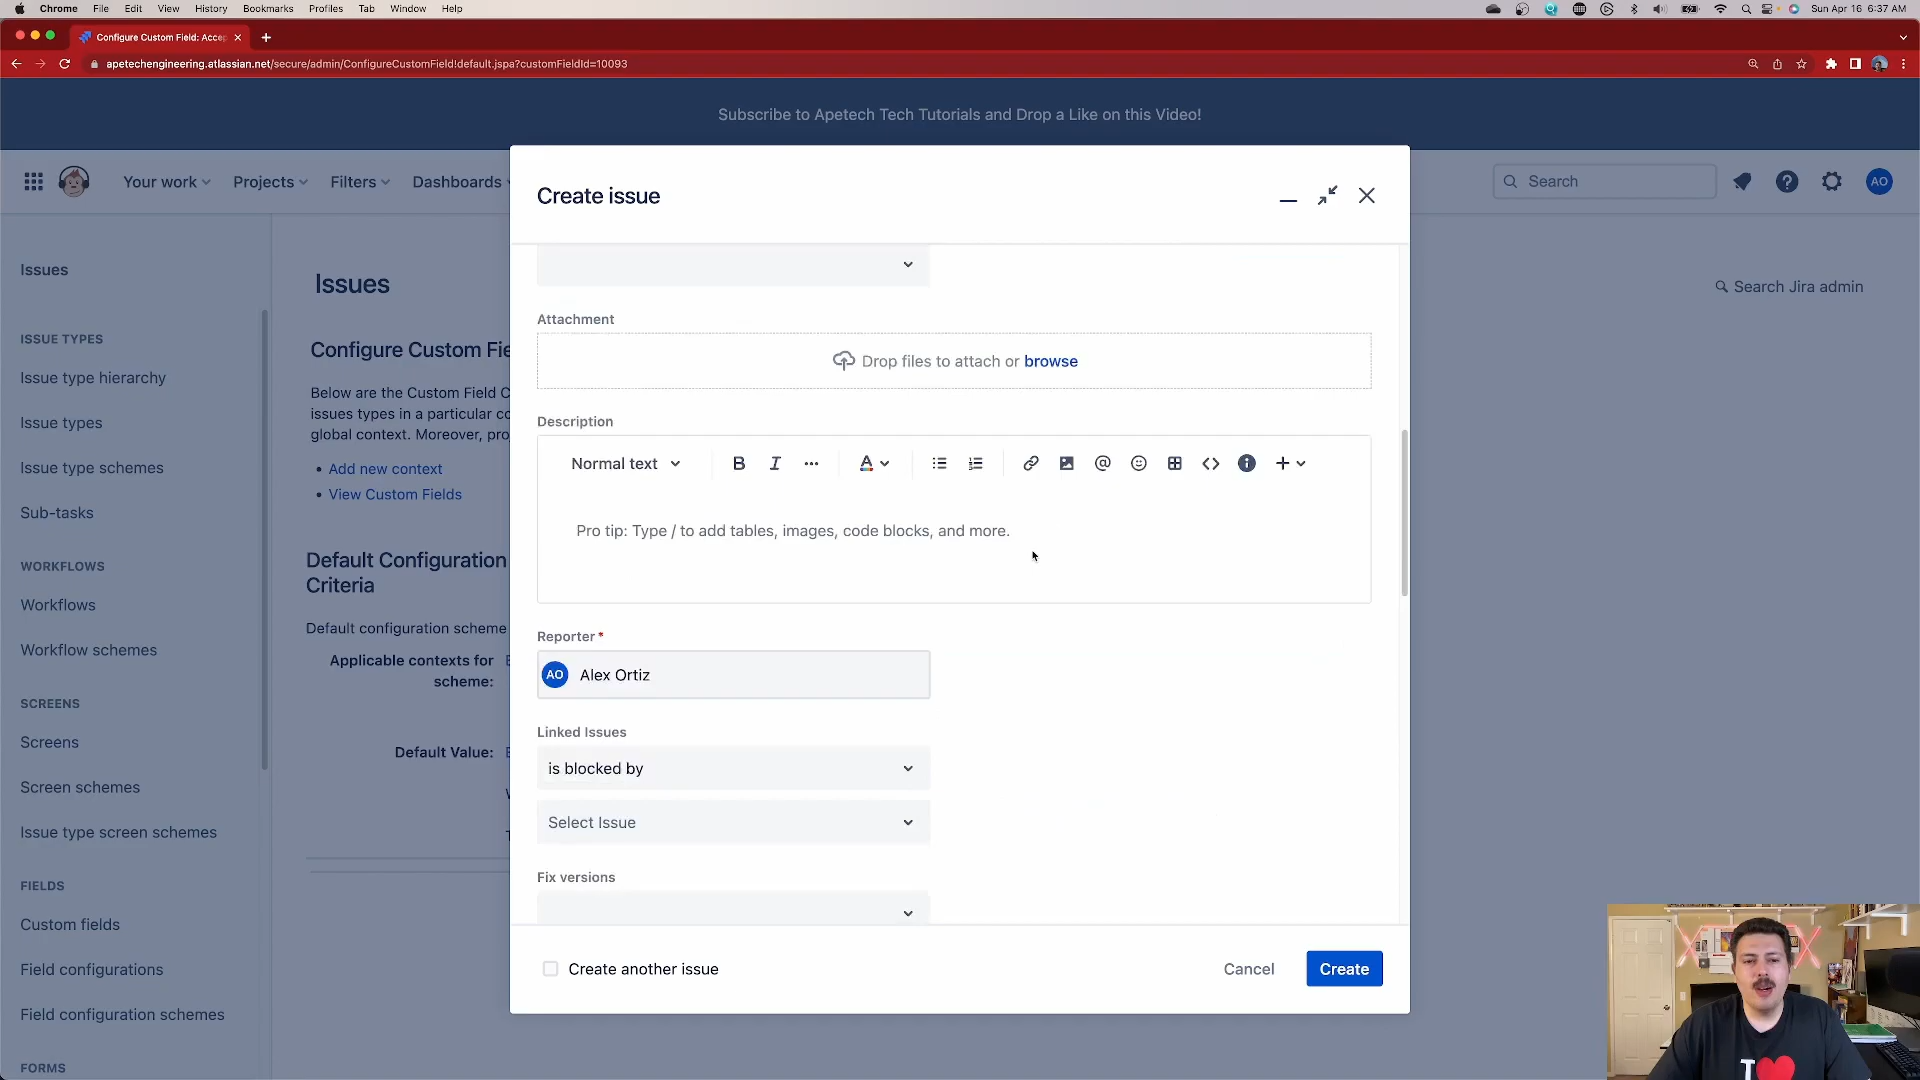 Chrome File Edit View History Bookmarks Profiles Tab Window Help
Sun Apr 16 6:37 AM
Configure Custom Field: Accep
apetechengineering.atlassian.net/secure/admin/ConfigureCustomField!default.jspa?customFieldId=10093
Subscribe to Apetech Tech Tutorials and Drop a Like on this Video!
Your work Projects Filters Dashboards
Search
AO
Issues
ISSUE TYPES
Issue type hierarchy
Issue types
Issue type schemes
Sub-tasks
WORKFLOWS
Workflows
Workflow schemes
SCREENS
Screens
Screen schemes
Issue type screen schemes
FIELDS
Custom fields
Field configurations
Field configuration schemes
FORMS
Issues
Search Jira admin
Configure Custom Fie
Below are the Custom Field C
issues types in a particular co
global context. Moreover, pro
• Add new context
• View Custom Fields
Default Configuration
Criteria
Default configuration scheme
Applicable contexts for
scheme:
Default Value:
Create issue
Attachment
Drop files to attach or browse
Description
Normal text
Pro tip: Type / to add tables, images, code blocks, and more.
Reporter *
AO Alex Ortiz
Linked Issues
is blocked by
Select Issue
Fix versions
Create another issue
Cancel
Create
I